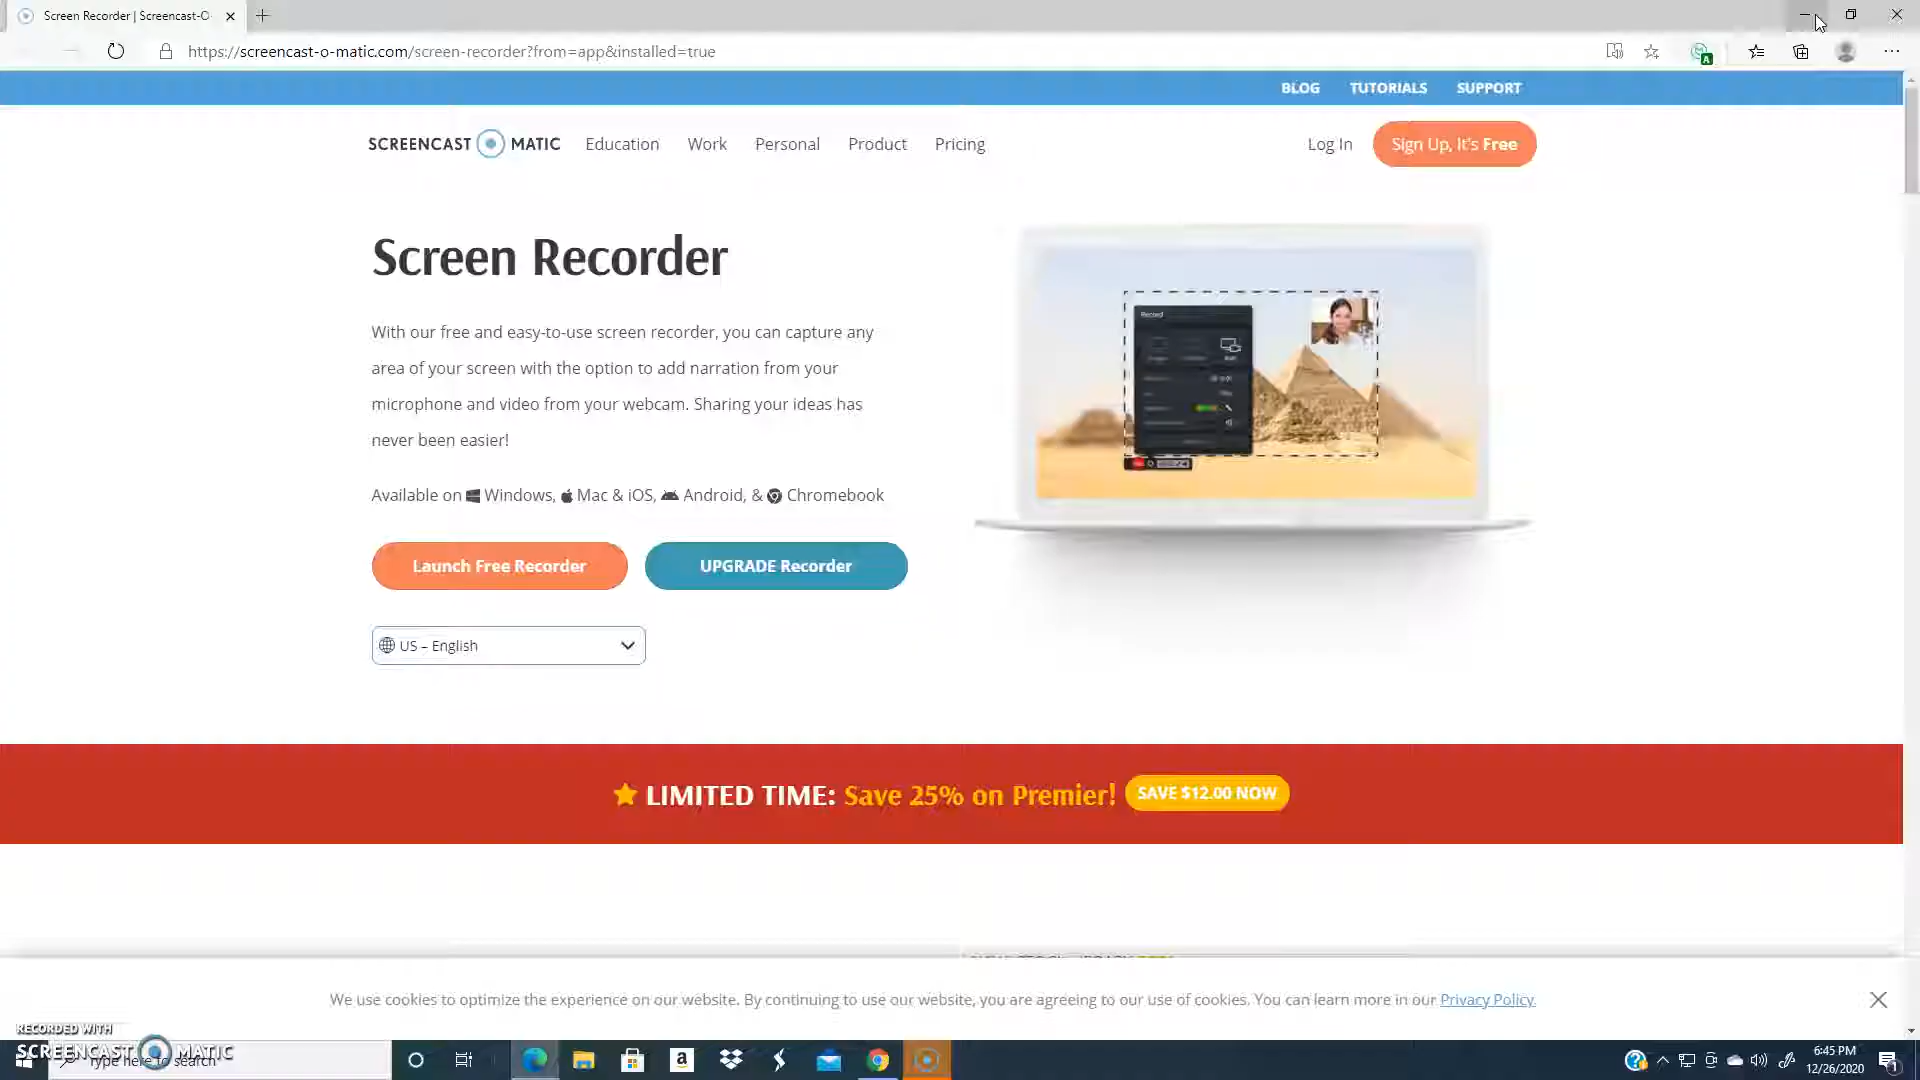 Screen Recorder | Screencast-O
https://screencast-o-matic.com/screen-recorder?from=app&installed=true
BLOG TUTORIALS SUPPORT
SCREENCAST MATIC Education Work Personal Product Pricing Log In Sign Up, It's Free
Screen Recorder
Record
With our free and easy-to-use screen recorder, you can capture any
area of your screen with the option to add narration from your
microphone and video from your webcam. Sharing your ideas has
never been easier!
Available on Windows, Mac & iOS, Android, & Chromebook
Launch Free Recorder UPGRADE Recorder
US – English
LIMITED TIME: Save 25% on Premier! SAVE $12.00 NOW
We use cookies to optimize the experience on our website. By continuing to use our website, you are agreeing to our use of cookies. You can learn more in our Privacy Policy.
RECORDED WITH
SCREENCAST MATIC
Type here to search
6:45 PM
12/26/2020